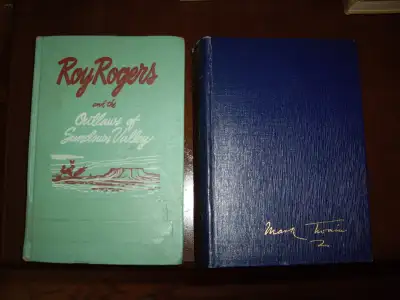 Roy Rogers
and the
Outlaws of
Sundown Valley
Mark Twain